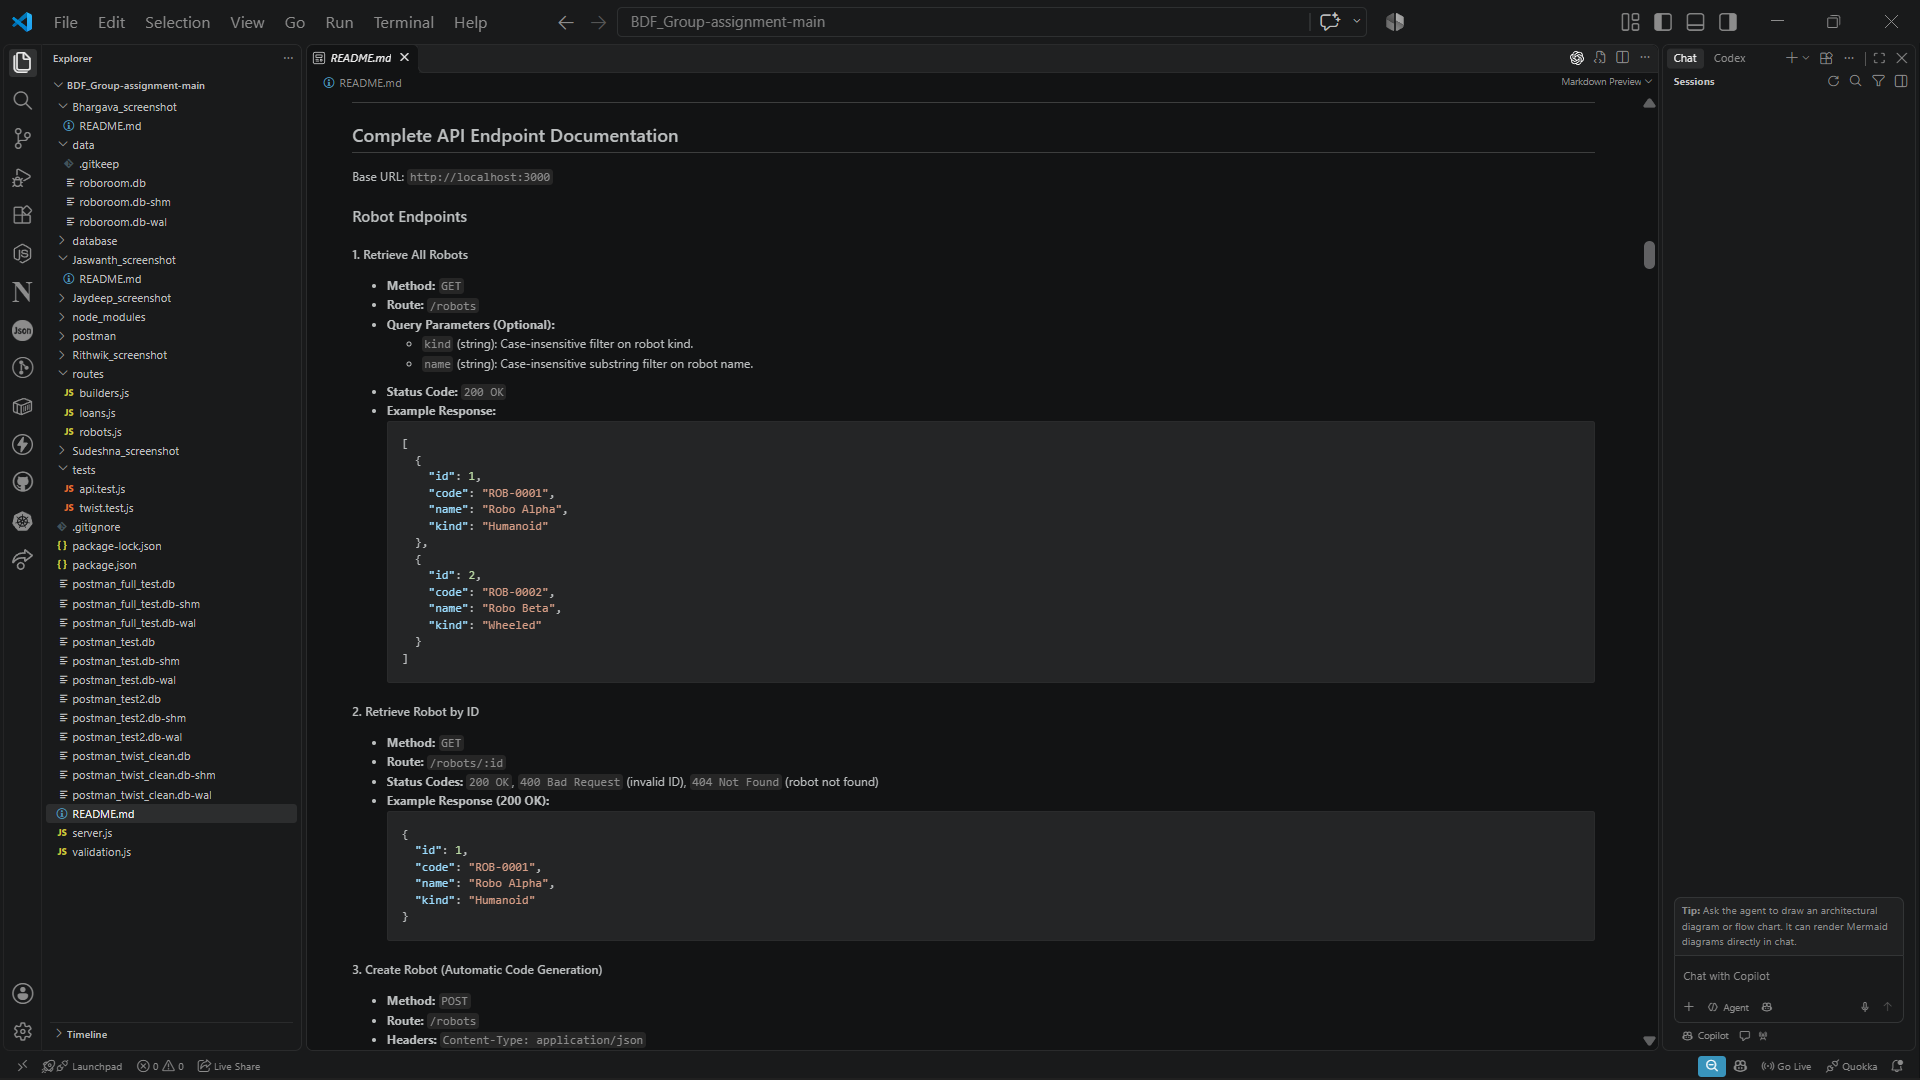 File Edit Selection View Go Run Terminal Help
BDF_Group-assignment-main
Explorer
BDF_Group-assignment-main
Bhargava_screenshot
README.md
data
.gitkeep
roboroom.db
roboroom.db-shm
roboroom.db-wal
database
Jaswanth_screenshot
README.md
Jaydeep_screenshot
node_modules
postman
Rithwik_screenshot
routes
JS builders.js
JS loans.js
JS robots.js
Sudeshna_screenshot
tests
JS api.test.js
JS twist.test.js
.gitignore
{} package-lock.json
{} package.json
postman_full_test.db
postman_full_test.db-shm
postman_full_test.db-wal
postman_test.db
postman_test.db-shm
postman_test.db-wal
postman_test2.db
postman_test2.db-shm
postman_test2.db-wal
postman_twist_clean.db
postman_twist_clean.db-shm
postman_twist_clean.db-wal
README.md
JS server.js
JS validation.js
Timeline
JS
N
Json
README.md
README.md
Markdown Preview
Complete API Endpoint Documentation
Base URL: http://localhost:3000
Robot Endpoints
1. Retrieve All Robots
• Method: GET
• Route: /robots
• Query Parameters (Optional):
◦ kind (string): Case-insensitive filter on robot kind.
◦ name (string): Case-insensitive substring filter on robot name.
• Status Code: 200 OK
• Example Response:
[
{
"id": 1,
"code": "ROB-0001",
"name": "Robo Alpha",
"kind": "Humanoid"
},
{
"id": 2,
"code": "ROB-0002",
"name": "Robo Beta",
"kind": "Wheeled"
}
]
2. Retrieve Robot by ID
• Method: GET
• Route: /robots/:id
• Status Codes: 200 OK, 400 Bad Request (invalid ID), 404 Not Found (robot not found)
• Example Response (200 OK):
{
"id": 1,
"code": "ROB-0001",
"name": "Robo Alpha",
"kind": "Humanoid"
}
3. Create Robot (Automatic Code Generation)
• Method: POST
• Route: /robots
• Headers: Content-Type: application/json
Chat Codex
Sessions
Tip: Ask the agent to draw an architectural
diagram or flow chart. It can render Mermaid
diagrams directly in chat.
Chat with Copilot
Agent
Copilot
Launchpad 0 0 Live Share
Go Live Quokka